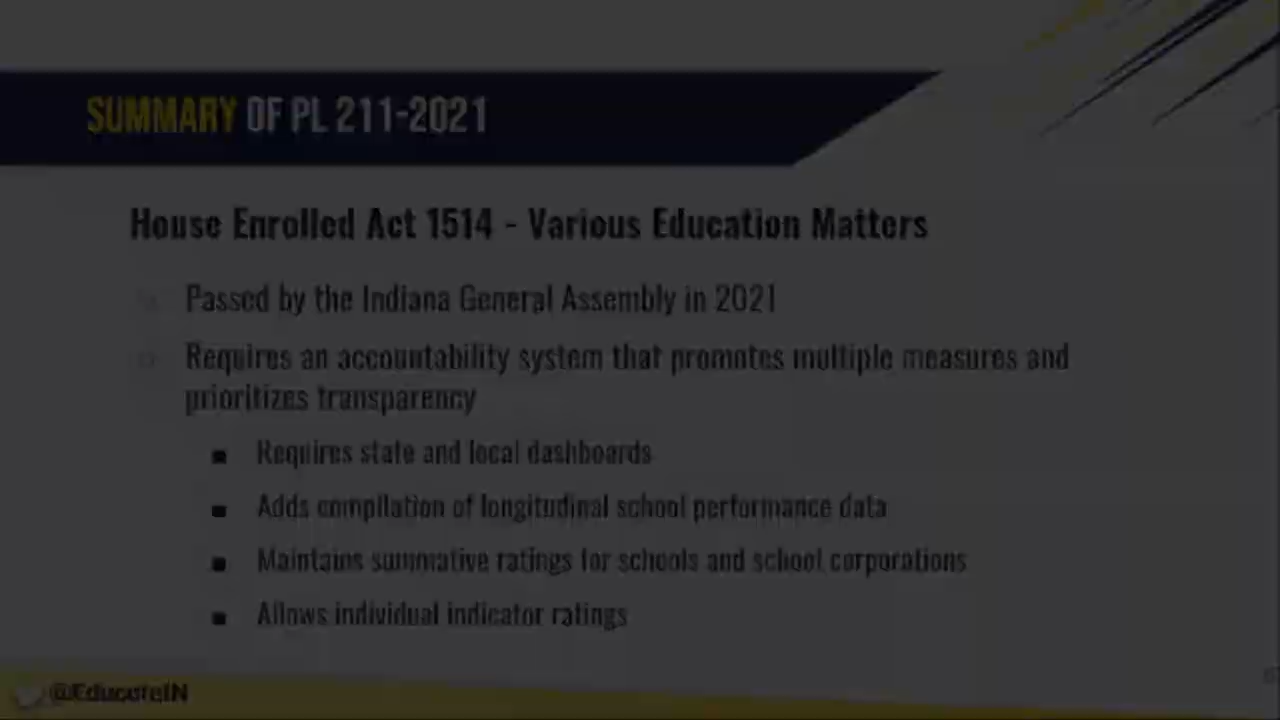 SUMMARY OF PL 211-2021
House Enrolled Act 1514 - Various Education Matters
Passed by the Indiana General Assembly in 2021
Requires an accountability system that promotes multiple measures and
prioritizes transparency
Requires state and local dashboards
Adds compilation of longitudinal school performance data
Maintains summative ratings for schools and school corporations
Allows individual indicator ratings
@EducateIN